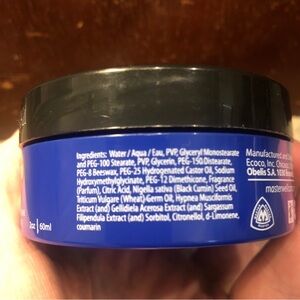 Ingredients: Water / Aqua / Eau, PVP, Glyceryl Monostearate
and PEG-100 Stearate, PVP, Glycerin, PEG-150 Distearate,
PEG-8 Beeswax, PEG-25 Hydrogenated Castor Oil, Sodium
Hydroxymethylglycinate, PEG-12 Dimethicone, Fragrance
(Parfum), Citric Acid, Nigella sativa (Black Cumin) Seed Oil,
Triticum Vulgare (Wheat) Germ Oil, Hypnea Musciformis
Extract (and) Gellidiela Acerosa Extract (and) Sargassum
Filipendula Extract (and) Sorbitol, Citronellol, d-Limonene,
coumarin
2oz | 60ml
Manufactured and
Ecoco, Inc. Chicago
Obelis S.A. 1030